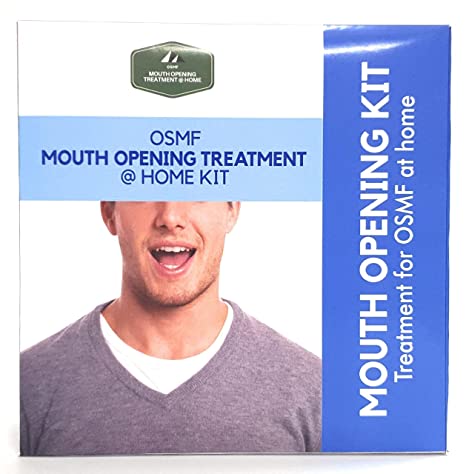 OSMF
MOUTH OPENING
TREATMENT @ HOME
OSMF
MOUTH OPENING TREATMENT
@ HOME KIT
MOUTH OPENING KIT
Treatment for OSMF at home